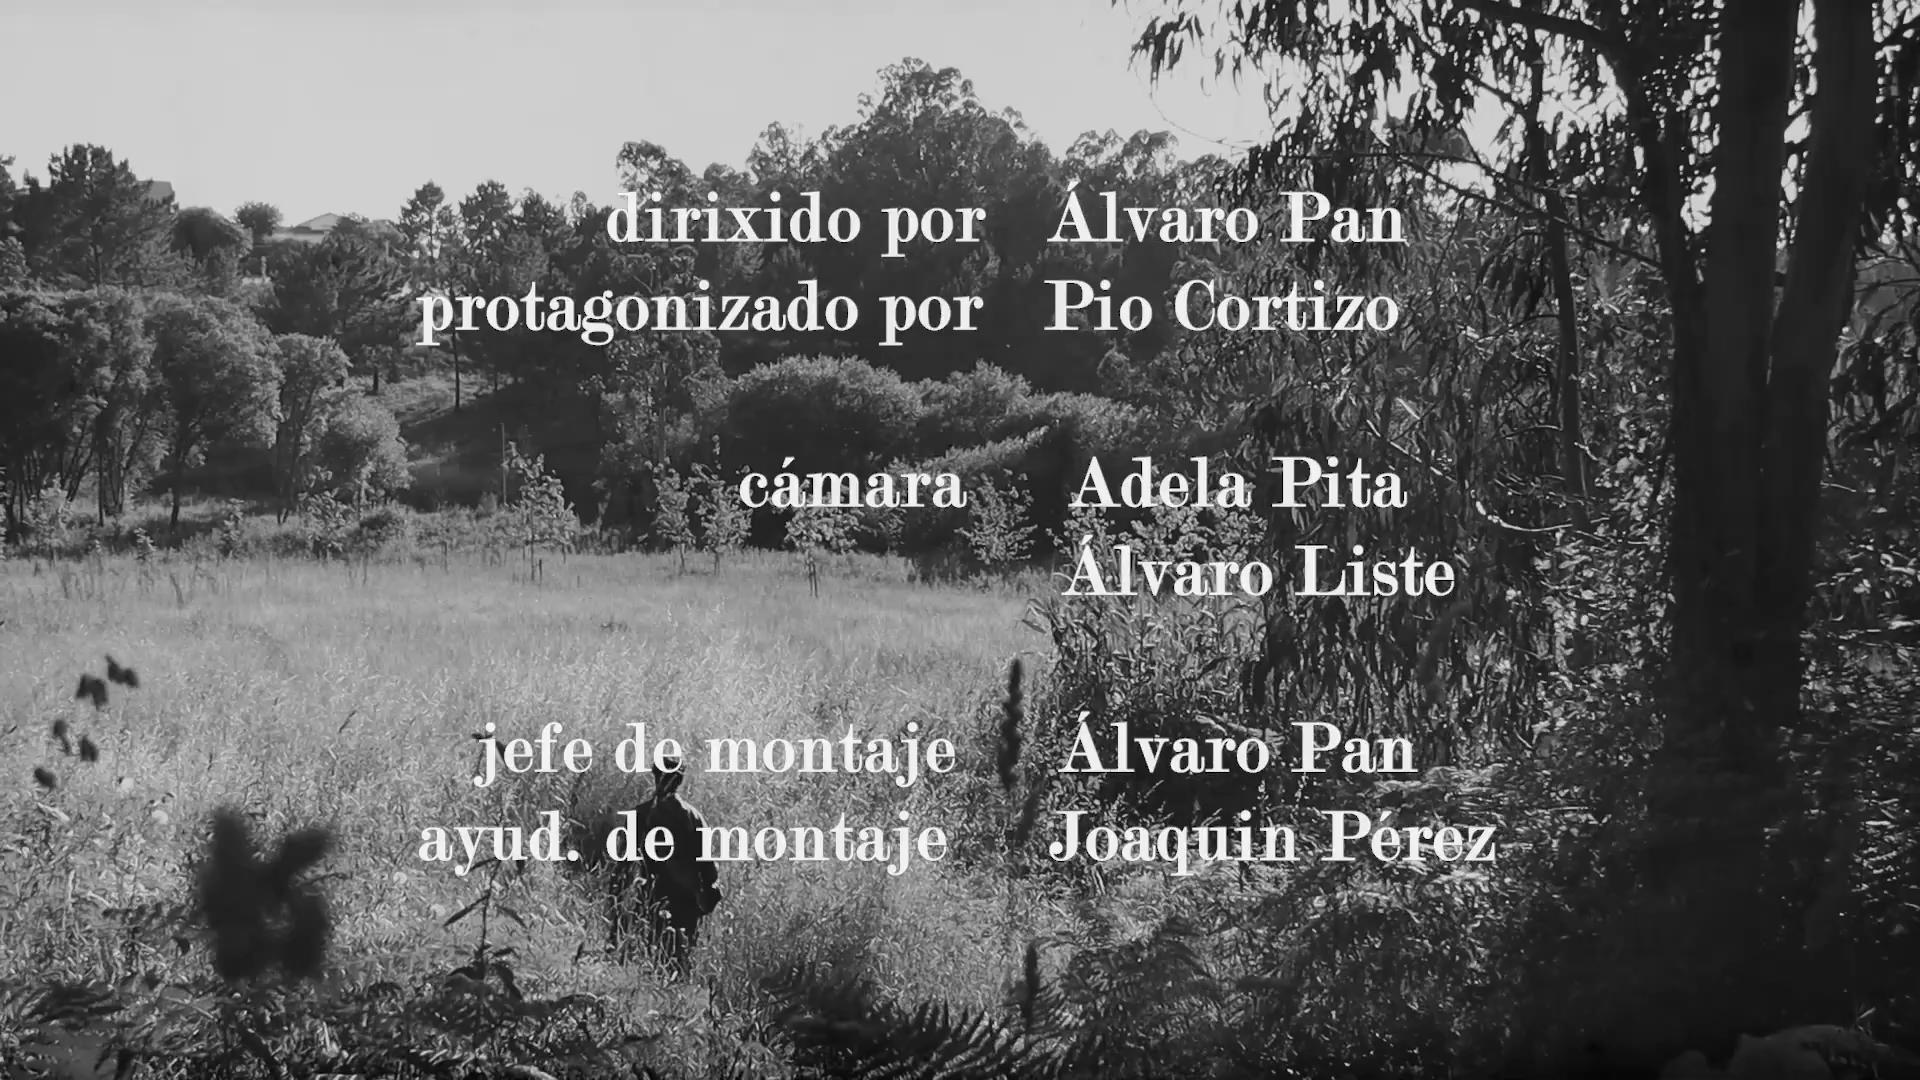 dirixido por Álvaro Pan
protagonizado por Pio Cortizo
cámara Adela Pita
Álvaro Liste
jefe de montaje Álvaro Pan
ayud. de montaje Joaquin Pérez